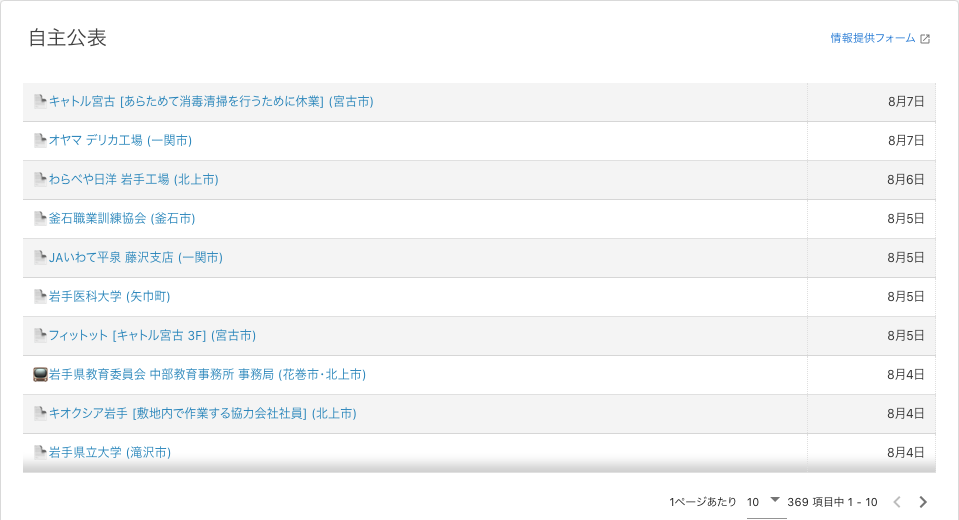 自主公表
情報提供フォーム
キャトル宮古 [あらためて消毒清掃を行うために休業] (宮古市) 8月7日
オヤマ デリカ工場 (一関市) 8月7日
わらべや日洋 岩手工場 (北上市) 8月6日
釜石職業訓練協会 (釜石市) 8月5日
JAいわて平泉 藤沢支店 (一関市) 8月5日
岩手医科大学 (矢巾町) 8月5日
フィットット [キャトル宮古 3F] (宮古市) 8月5日
岩手県教育委員会 中部教育事務所 事務局 (花巻市・北上市) 8月4日
キオクシア岩手 [敷地内で作業する協力会社社員] (北上市) 8月4日
岩手県立大学 (滝沢市) 8月4日
1ページあたり 10 369 項目中 1 - 10